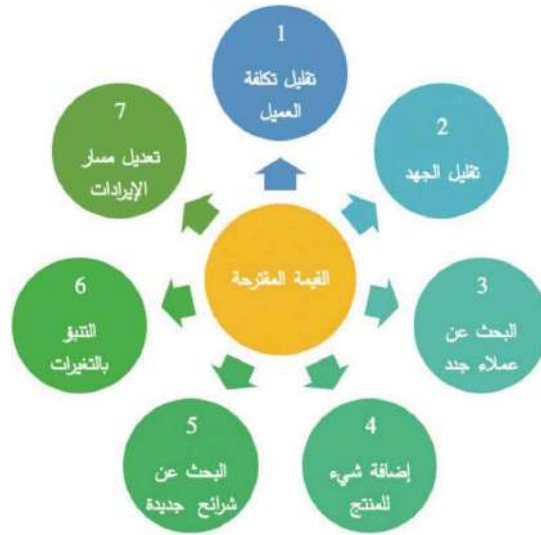 1
تقليل تكلفة
العميل
2
تقليل الجهد
3
البحث عن
عملاء جدد
4
إضافة شيء
للمنتج
5
البحث عن
شرائح جديدة
6
التنبؤ
بالتغيرات
7
تعديل مسار
الإيرادات
القيمة المقترحة